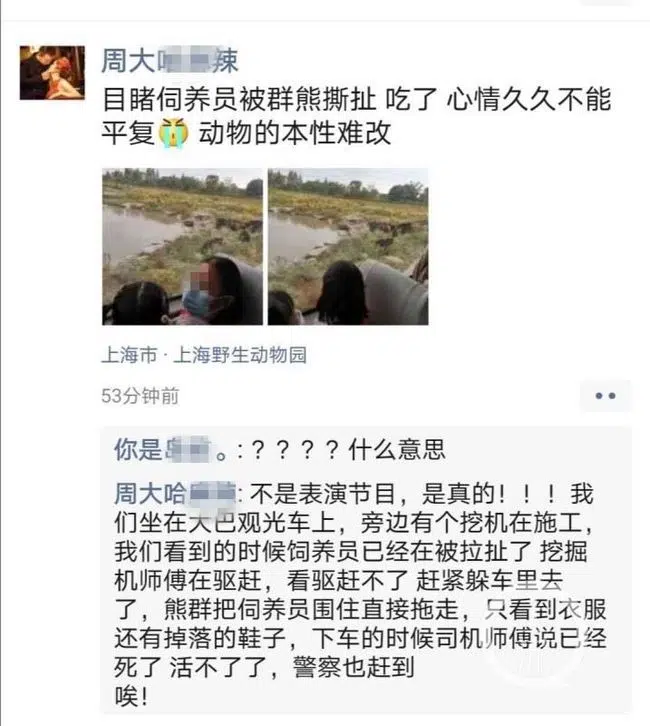 周大哈辣
目睹饲养员被群熊撕扯 吃了 心情久久不能
平复😭 动物的本性难改
上海市 · 上海野生动物园
53分钟前
你是 。: ？？？？什么意思
周大哈 : 不是表演节目，是真的！！！我
们坐在大巴观光车上，旁边有个挖机在施工，
我们看到的时候饲养员已经在被拉扯了 挖掘
机师傅在驱赶，看驱赶不了 赶紧躲车里去
了，熊群把饲养员围住直接拖走，只看到衣服
还有掉落的鞋子，下车的时候司机师傅说已经
死了 活不了了，警察也赶到
唉！